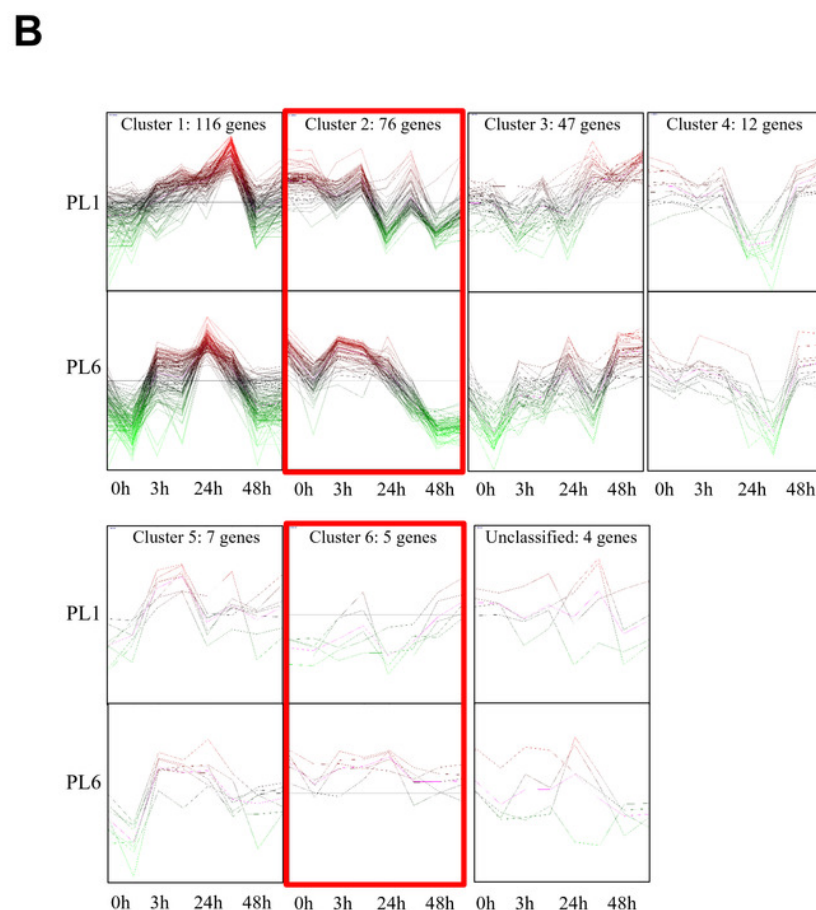 B
Cluster 1: 116 genes Cluster 2: 76 genes Cluster 3: 47 genes Cluster 4: 12 genes
PL1
PL6
0h 3h 24h 48h 0h 3h 24h 48h 0h 3h 24h 48h 0h 3h 24h 48h
Cluster 5: 7 genes Cluster 6: 5 genes Unclassified: 4 genes
PL1
PL6
0h 3h 24h 48h 0h 3h 24h 48h 0h 3h 24h 48h